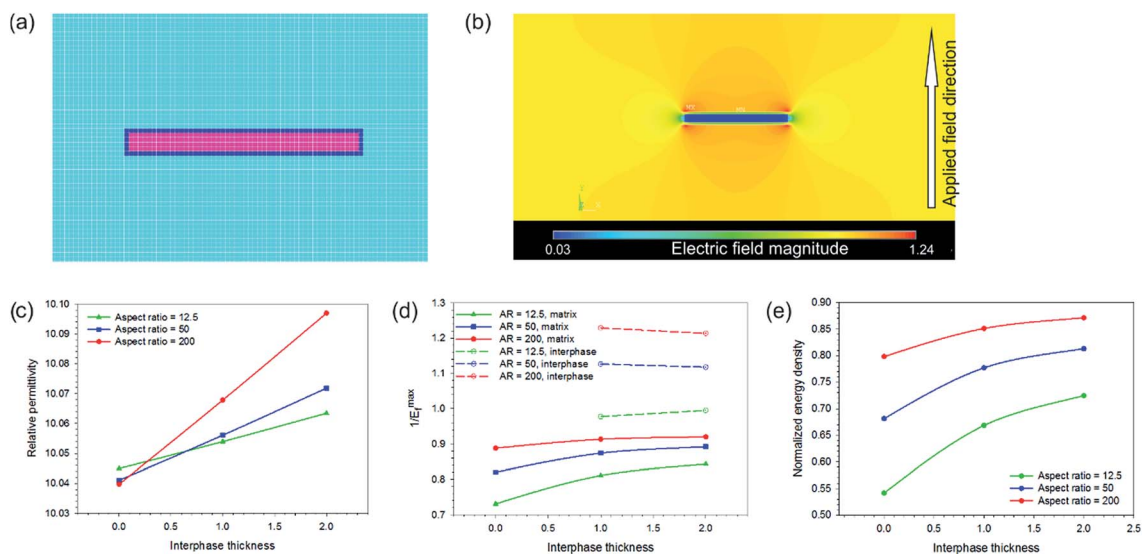 (a)
(b)
MX
MN
Applied field direction
0.03
Electric field magnitude
1.24
(c)
10.10
10.09
10.08
10.07
10.06
10.05
10.04
10.03
Relative permittivity
Aspect ratio = 12.5
Aspect ratio = 50
Aspect ratio = 200
0.0 0.5 1.0 1.5 2.0
Interphase thickness
(d)
1.3
1.2
1.1
1.0
0.9
0.8
0.7
1/Efmax
AR = 12.5, matrix
AR = 50, matrix
AR = 200, matrix
AR = 12.5, interphase
AR = 50, interphase
AR = 200, interphase
0.0 0.5 1.0 1.5 2.0
Interphase thickness
(e)
0.90
0.85
0.80
0.75
0.70
0.65
0.60
0.55
0.50
Normalized energy density
Aspect ratio = 12.5
Aspect ratio = 50
Aspect ratio = 200
0.0 0.5 1.0 1.5 2.0 2.5
Interphase thickness